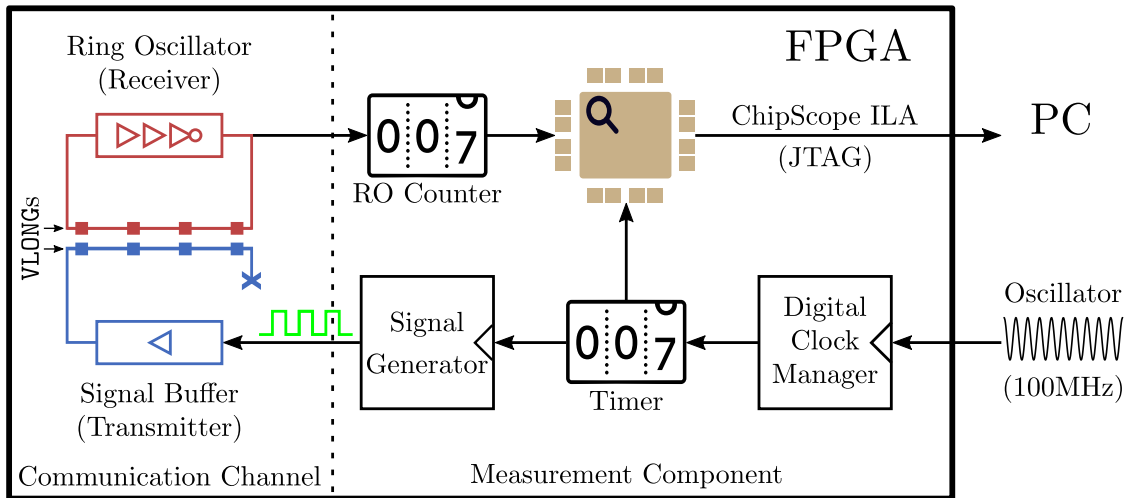 FPGA
Ring Oscillator
(Receiver)
007
RO Counter
ChipScope ILA
(JTAG)
PC
VLONGs
Signal
Generator
007
Timer
Digital
Clock
Manager
Oscillator
(100MHz)
Signal Buffer
(Transmitter)
Communication Channel
Measurement Component